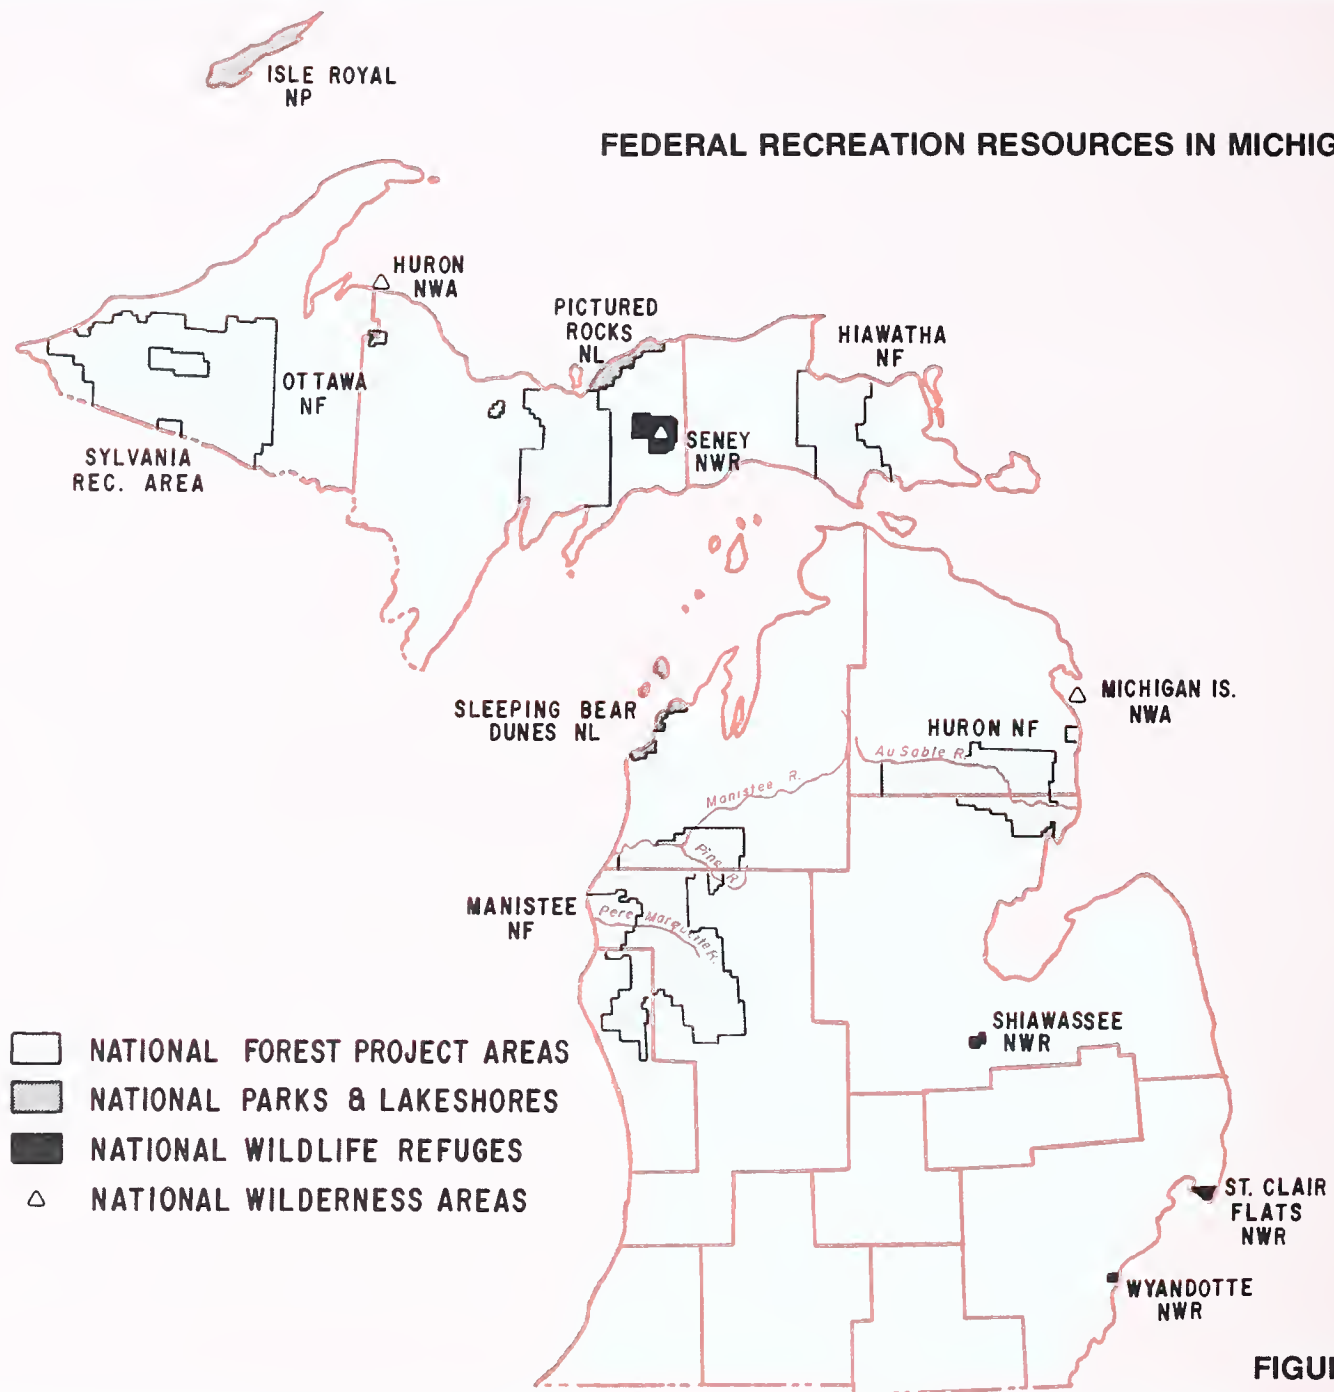 ISLE ROYAL
NP
FEDERAL RECREATION RESOURCES IN MICHIG
HURON
NWA
PICTURED
ROCKS
NL
HIAWATHA
NF
OTTAWA
NF
SENEY
NWR
SYLVANIA
REC. AREA
SLEEPING BEAR
DUNES NL
MICHIGAN IS.
NWA
HURON NF
Au Sable R.
Manistee R.
Pine R.
MANISTEE
NF
Pere Marquette R.
SHIAWASSEE
NWR
NATIONAL FOREST PROJECT AREAS
NATIONAL PARKS & LAKESHORES
NATIONAL WILDLIFE REFUGES
NATIONAL WILDERNESS AREAS
ST. CLAIR
FLATS
NWR
WYANDOTTE
NWR
FIGU